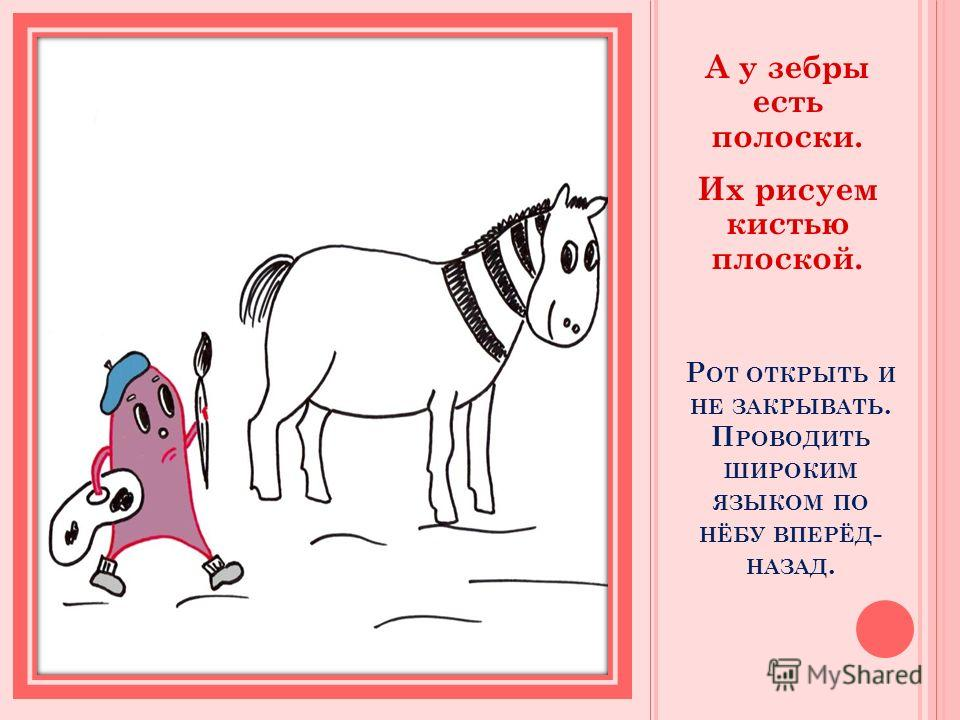 А у зебры
есть
полоски.
Их рисуем
кистью
плоской.
Рот открыть и
не закрывать.
Проводить
широким
языком по
нёбу вперёд-
назад.
MyShared